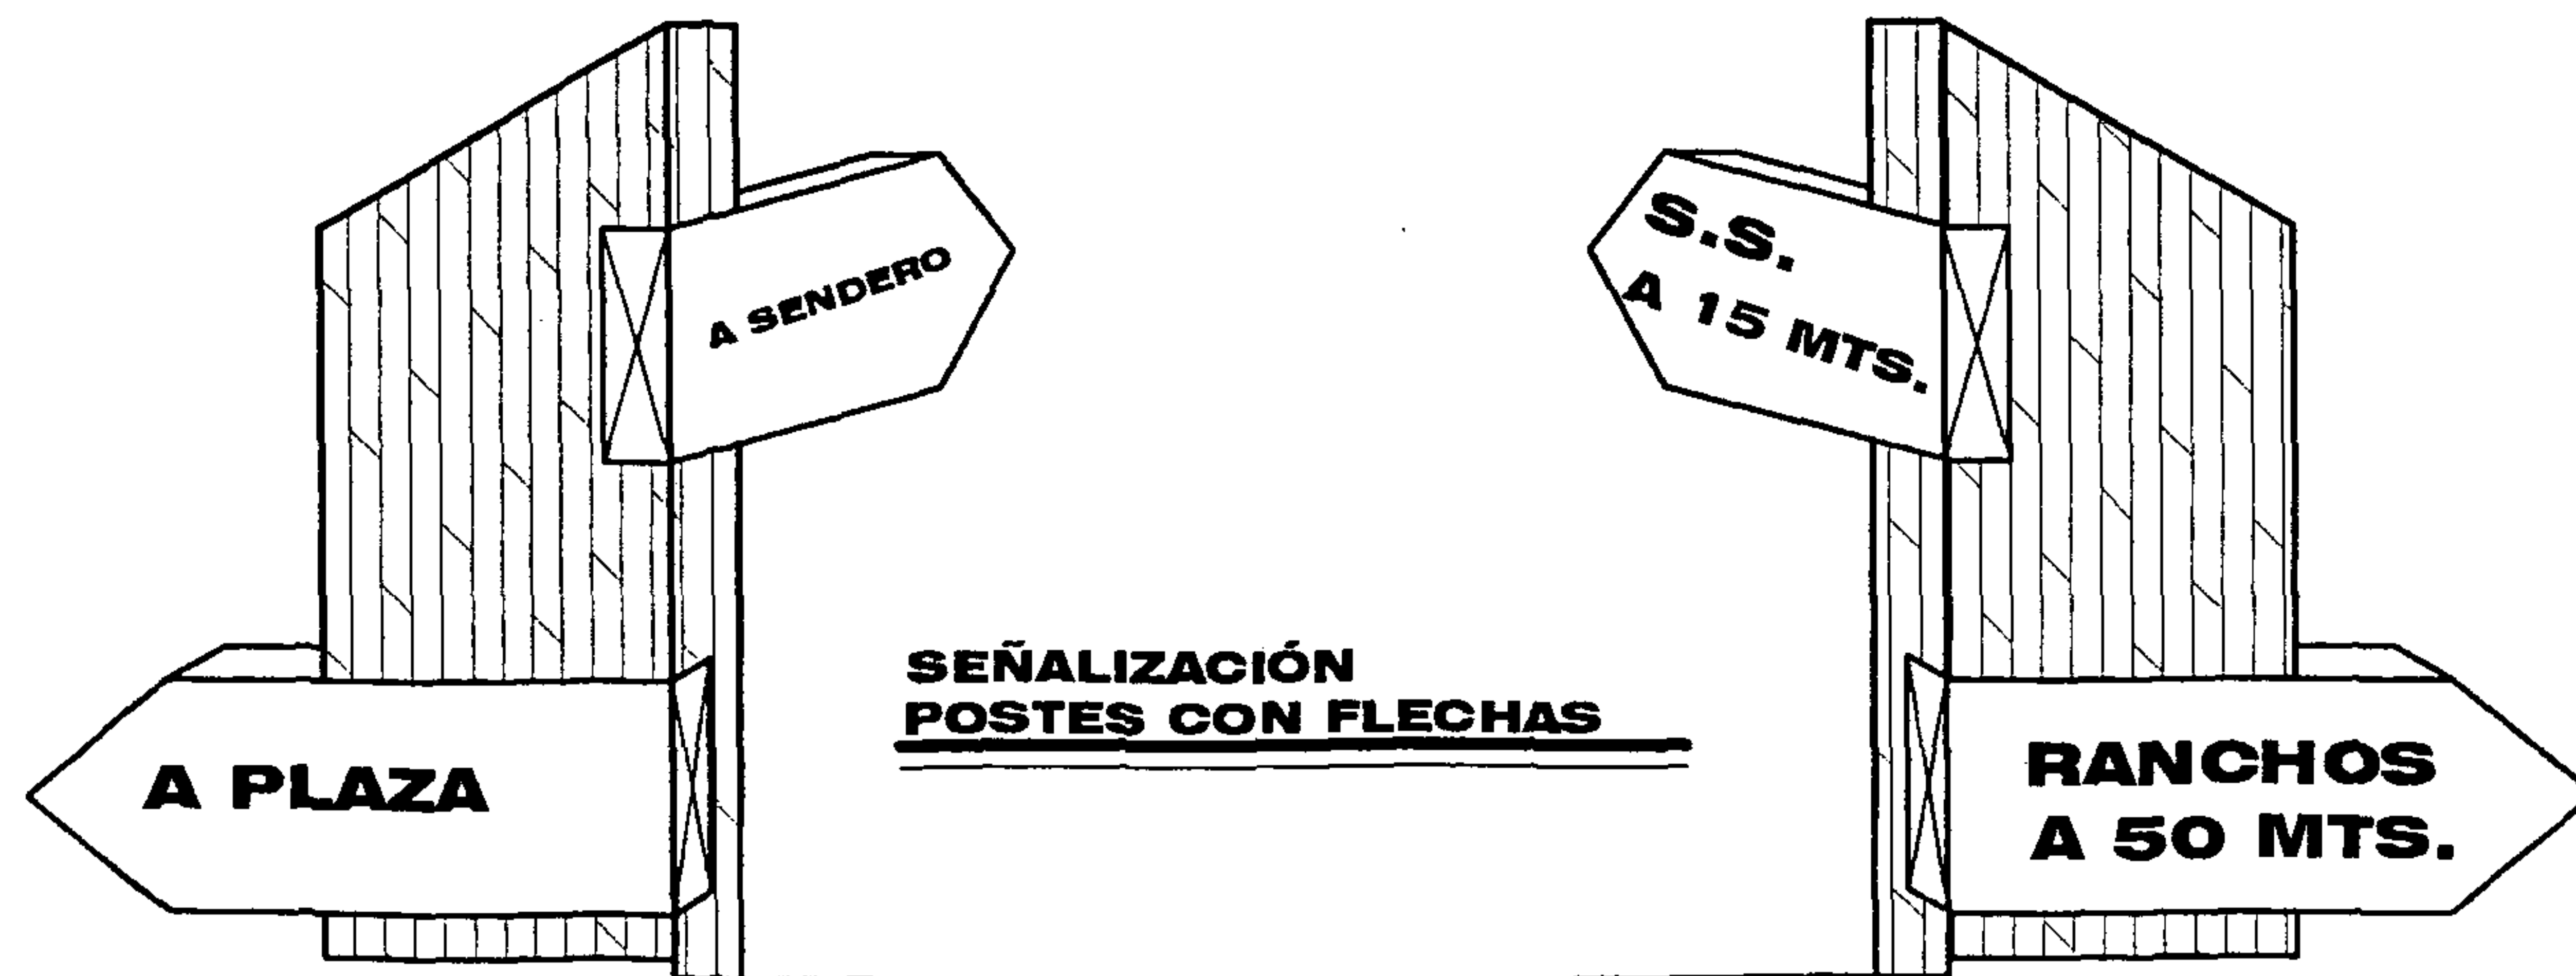 A SENDERO
S.S.
A 15 MTS.
SEÑALIZACIÓN
POSTES CON FLECHAS
A PLAZA
RANCHOS
A 50 MTS.